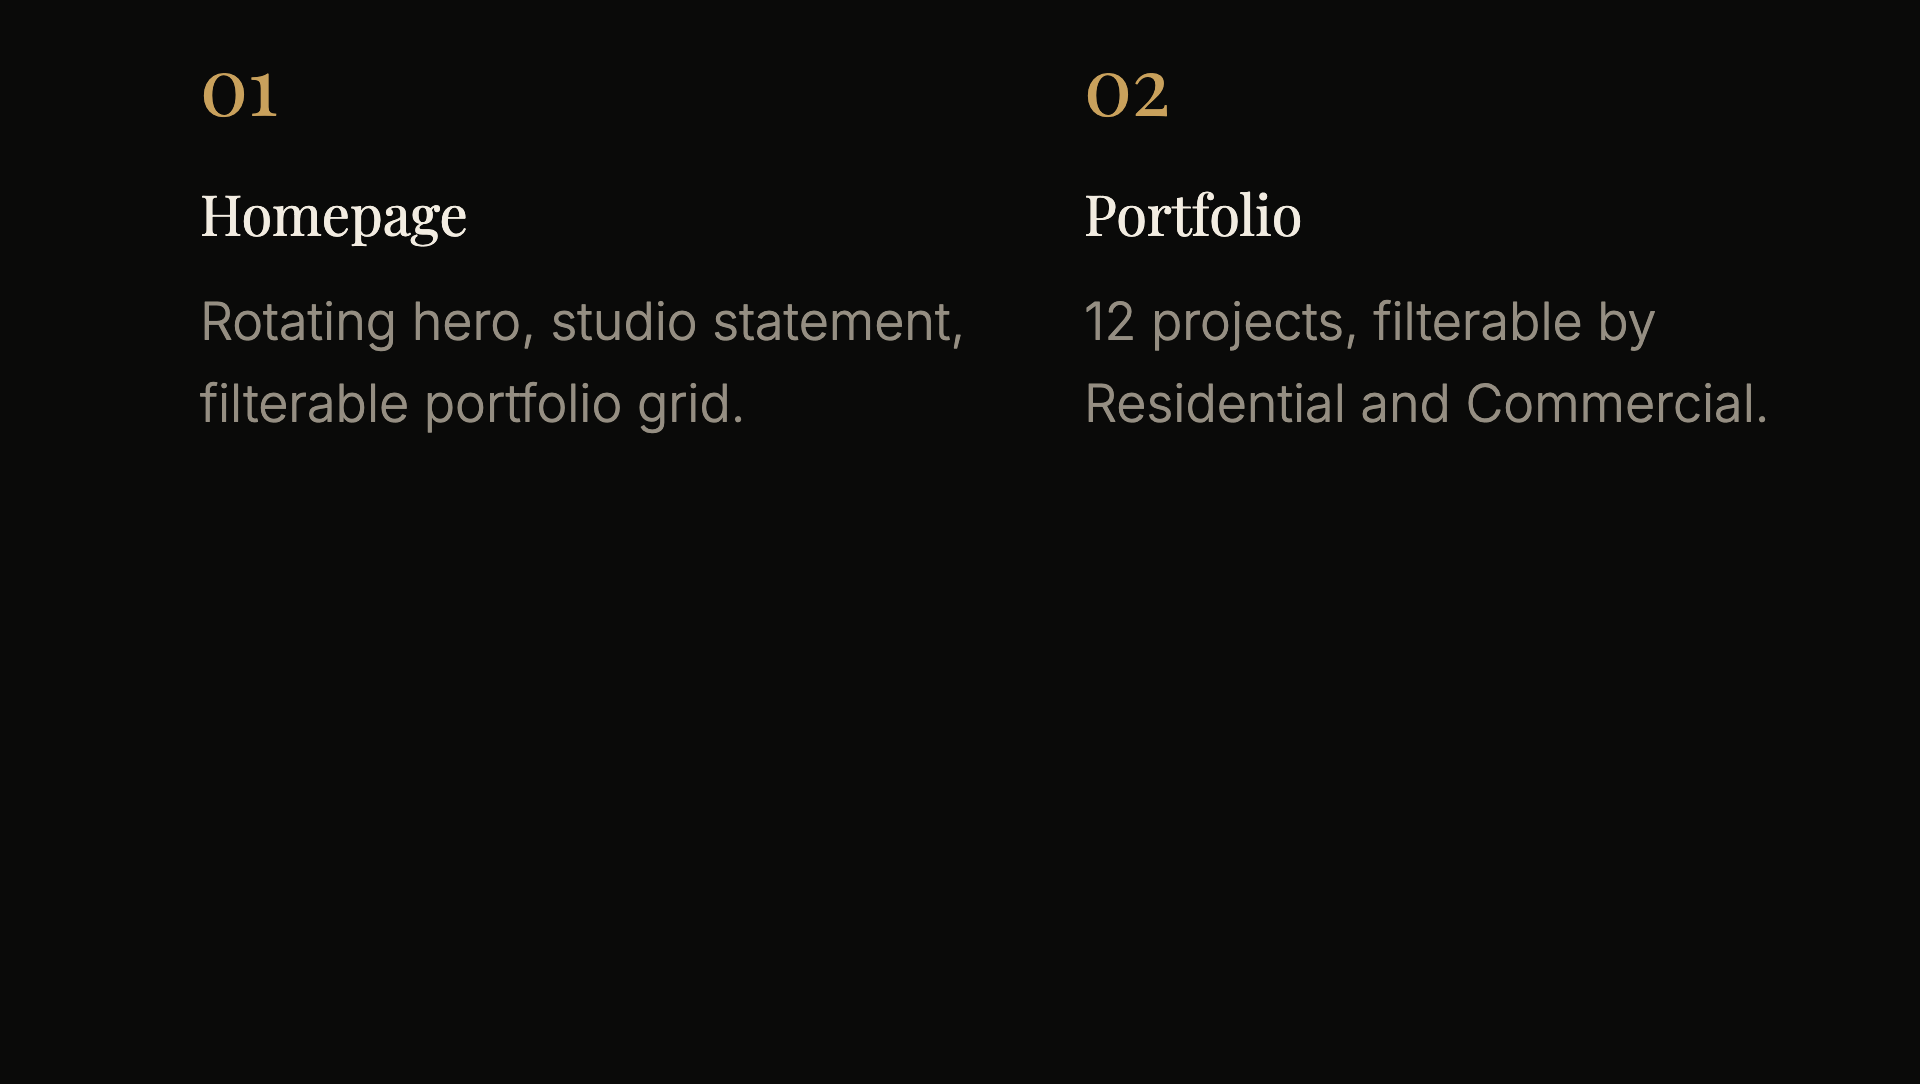 01
Homepage
Rotating hero, studio statement,
filterable portfolio grid.
02
Portfolio
12 projects, filterable by
Residential and Commercial.